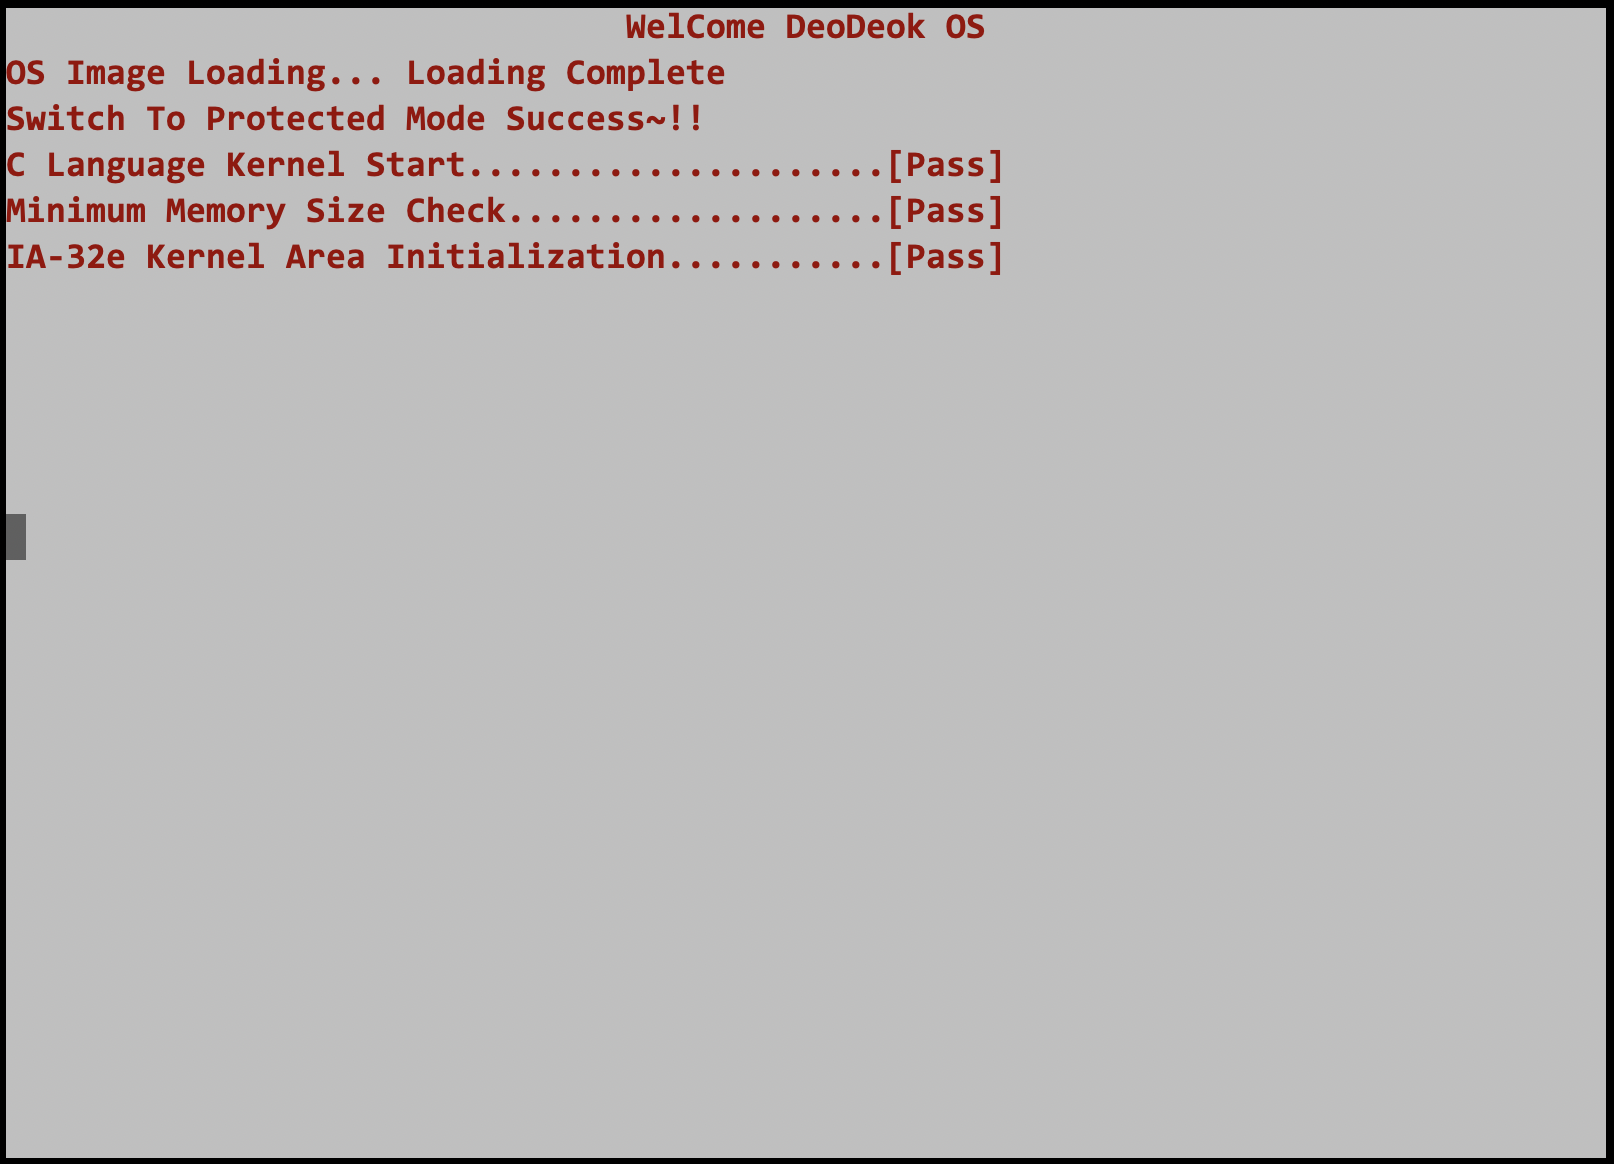 WelCome DeoDeok OS
OS Image Loading... Loading Complete
Switch To Protected Mode Success~!!
C Language Kernel Start.....................[Pass]
Minimum Memory Size Check...................[Pass]
IA-32e Kernel Area Initialization...........[Pass]